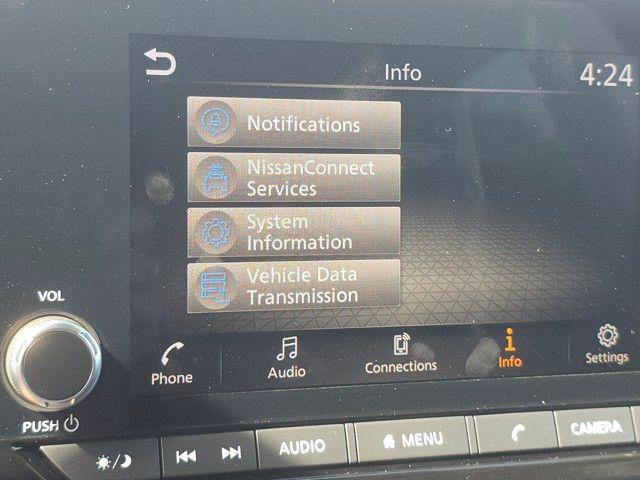 Info
4:24
Notifications
NissanConnect
Services
System
Information
Vehicle Data
Transmission
VOL
Phone
Audio
Connections
Info
Settings
PUSH
AUDIO
MENU
CAMERA